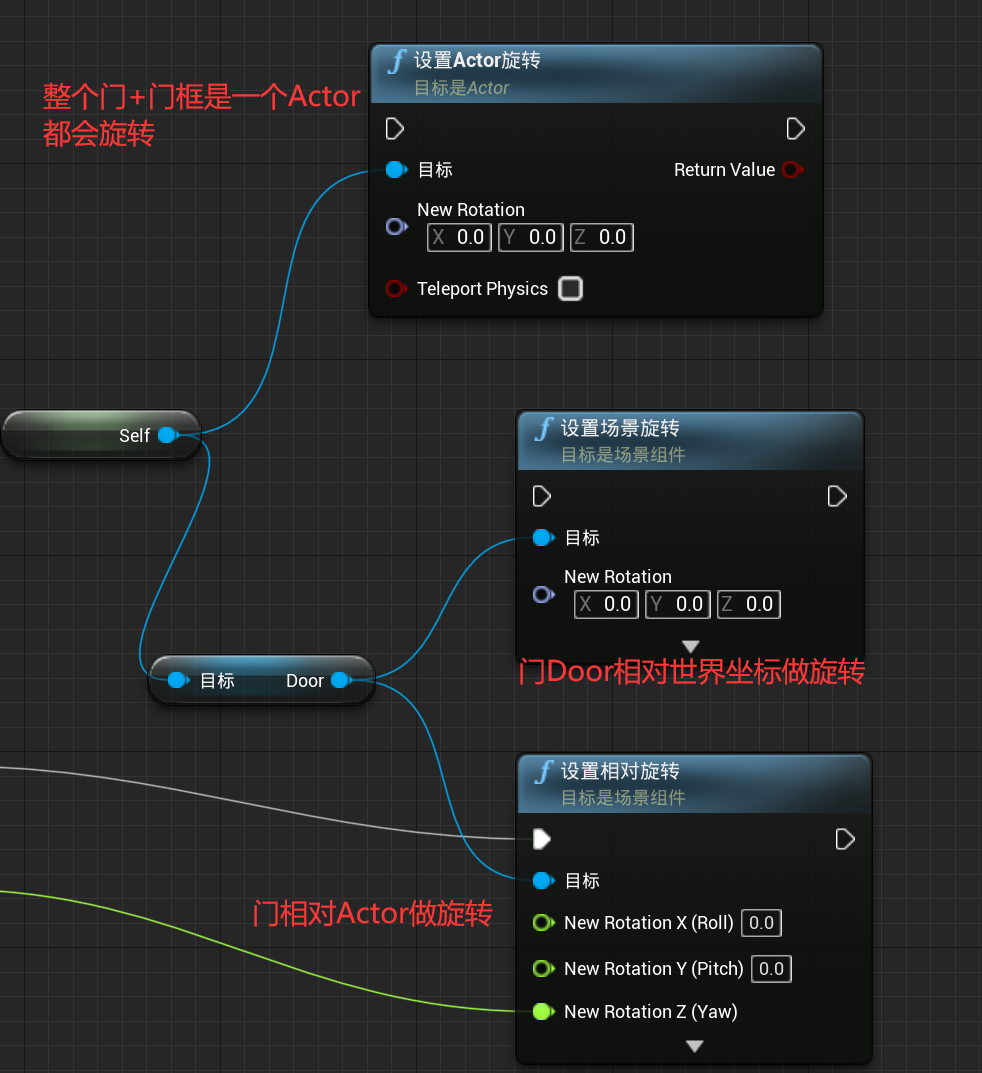 设置Actor旋转
目标是Actor
整个门+门框是一个Actor
都会旋转
目标
Return Value
New Rotation
X 0.0 Y 0.0 Z 0.0
Teleport Physics
Self
设置场景旋转
目标是场景组件
目标
New Rotation
X 0.0 Y 0.0 Z 0.0
门Door相对世界坐标做旋转
目标 Door
设置相对旋转
目标是场景组件
目标
门相对Actor做旋转
New Rotation X (Roll) 0.0
New Rotation Y (Pitch) 0.0
New Rotation Z (Yaw)